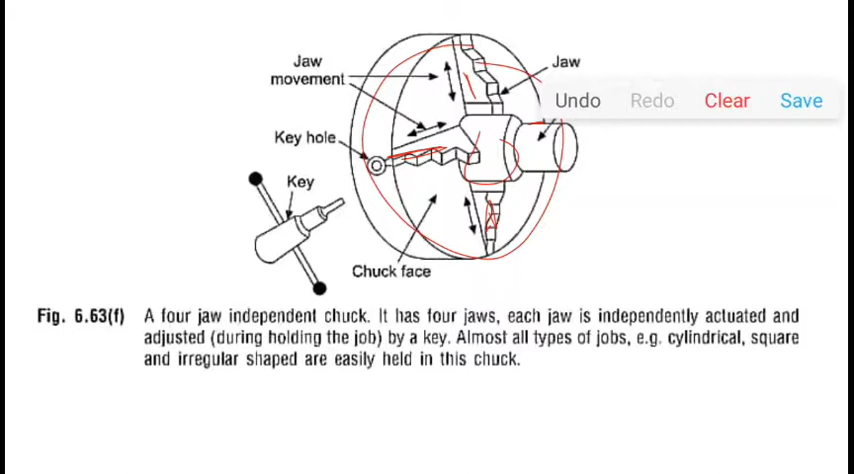 Jaw
movement
Jaw
Undo Redo Clear Save
Key hole
Key
Chuck face
Fig. 6.63(f) A four jaw independent chuck. It has four jaws, each jaw is independently actuated and
adjusted (during holding the job) by a key. Almost all types of jobs, e.g. cylindrical, square
and irregular shaped are easily held in this chuck.